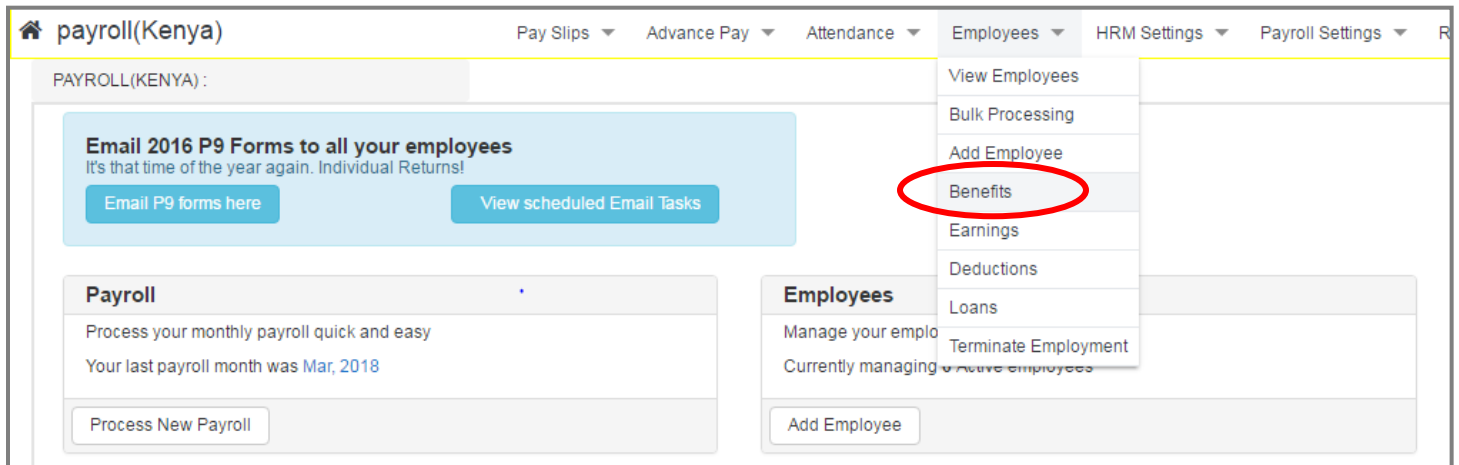 payroll(Kenya) Pay Slips Advance Pay Attendance Employees HRM Settings Payroll Settings R
PAYROLL(KENYA) :
View Employees
Bulk Processing
Add Employee
Benefits
Earnings
Deductions
Loans
Terminate Employment
Email 2016 P9 Forms to all your employees
It's that time of the year again. Individual Returns!
Email P9 forms here View scheduled Email Tasks
Payroll
Process your monthly payroll quick and easy
Your last payroll month was Mar, 2018
Process New Payroll
Employees
Manage your emplo
Currently managing Active employees
Add Employee